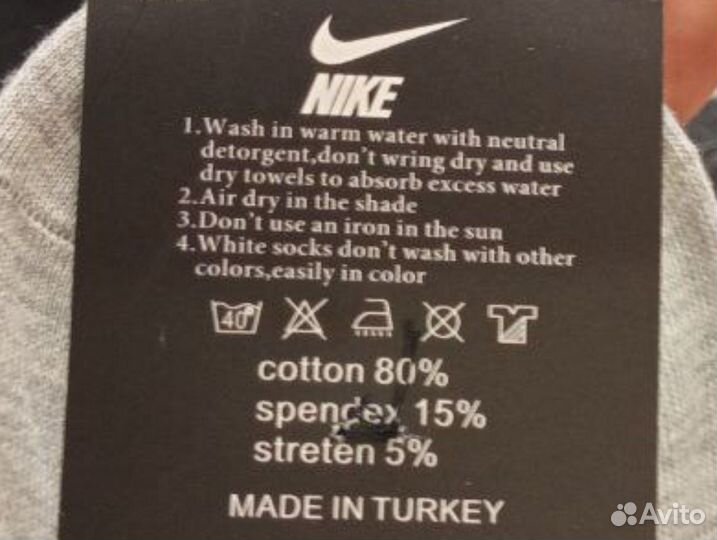 NIKE
1.Wash in warm water with neutral
detorgent,don't wring dry and use
dry towels to absorb excess water
2.Air dry in the shade
3.Don't use an iron in the sun
4.White socks don't wash with other
colors,easily in color
40
cotton 80%
spendex 15%
streten 5%
MADE IN TURKEY
Avito